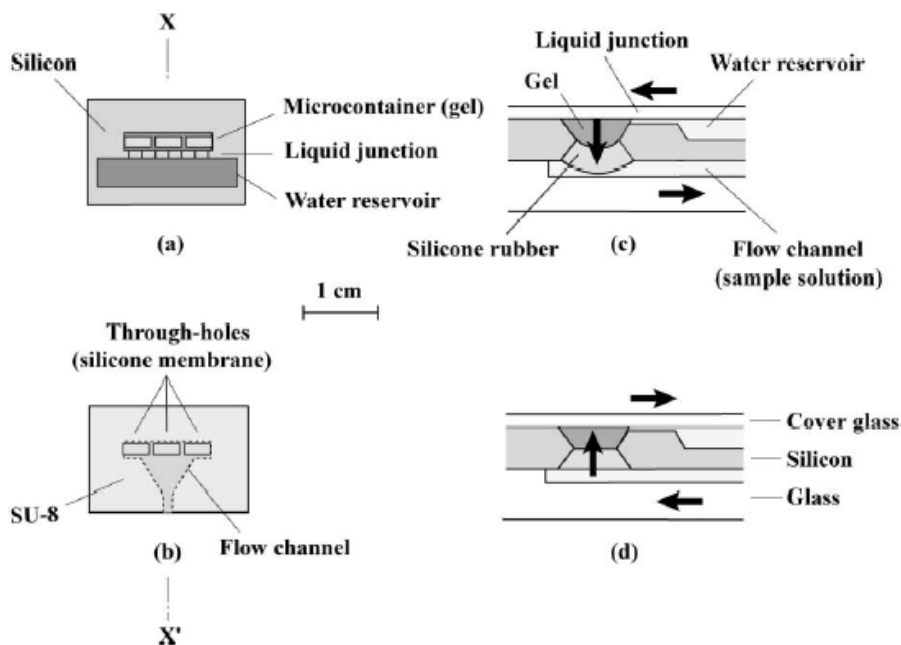 X
Silicon
Microcontainer (gel)
Liquid junction
Water reservoir
(a)
Liquid junction
Gel
Water reservoir
Silicone rubber
(c)
Flow channel
(sample solution)
1 cm
Through-holes
(silicone membrane)
SU-8
Flow channel
(b)
X'
Cover glass
Silicon
Glass
(d)